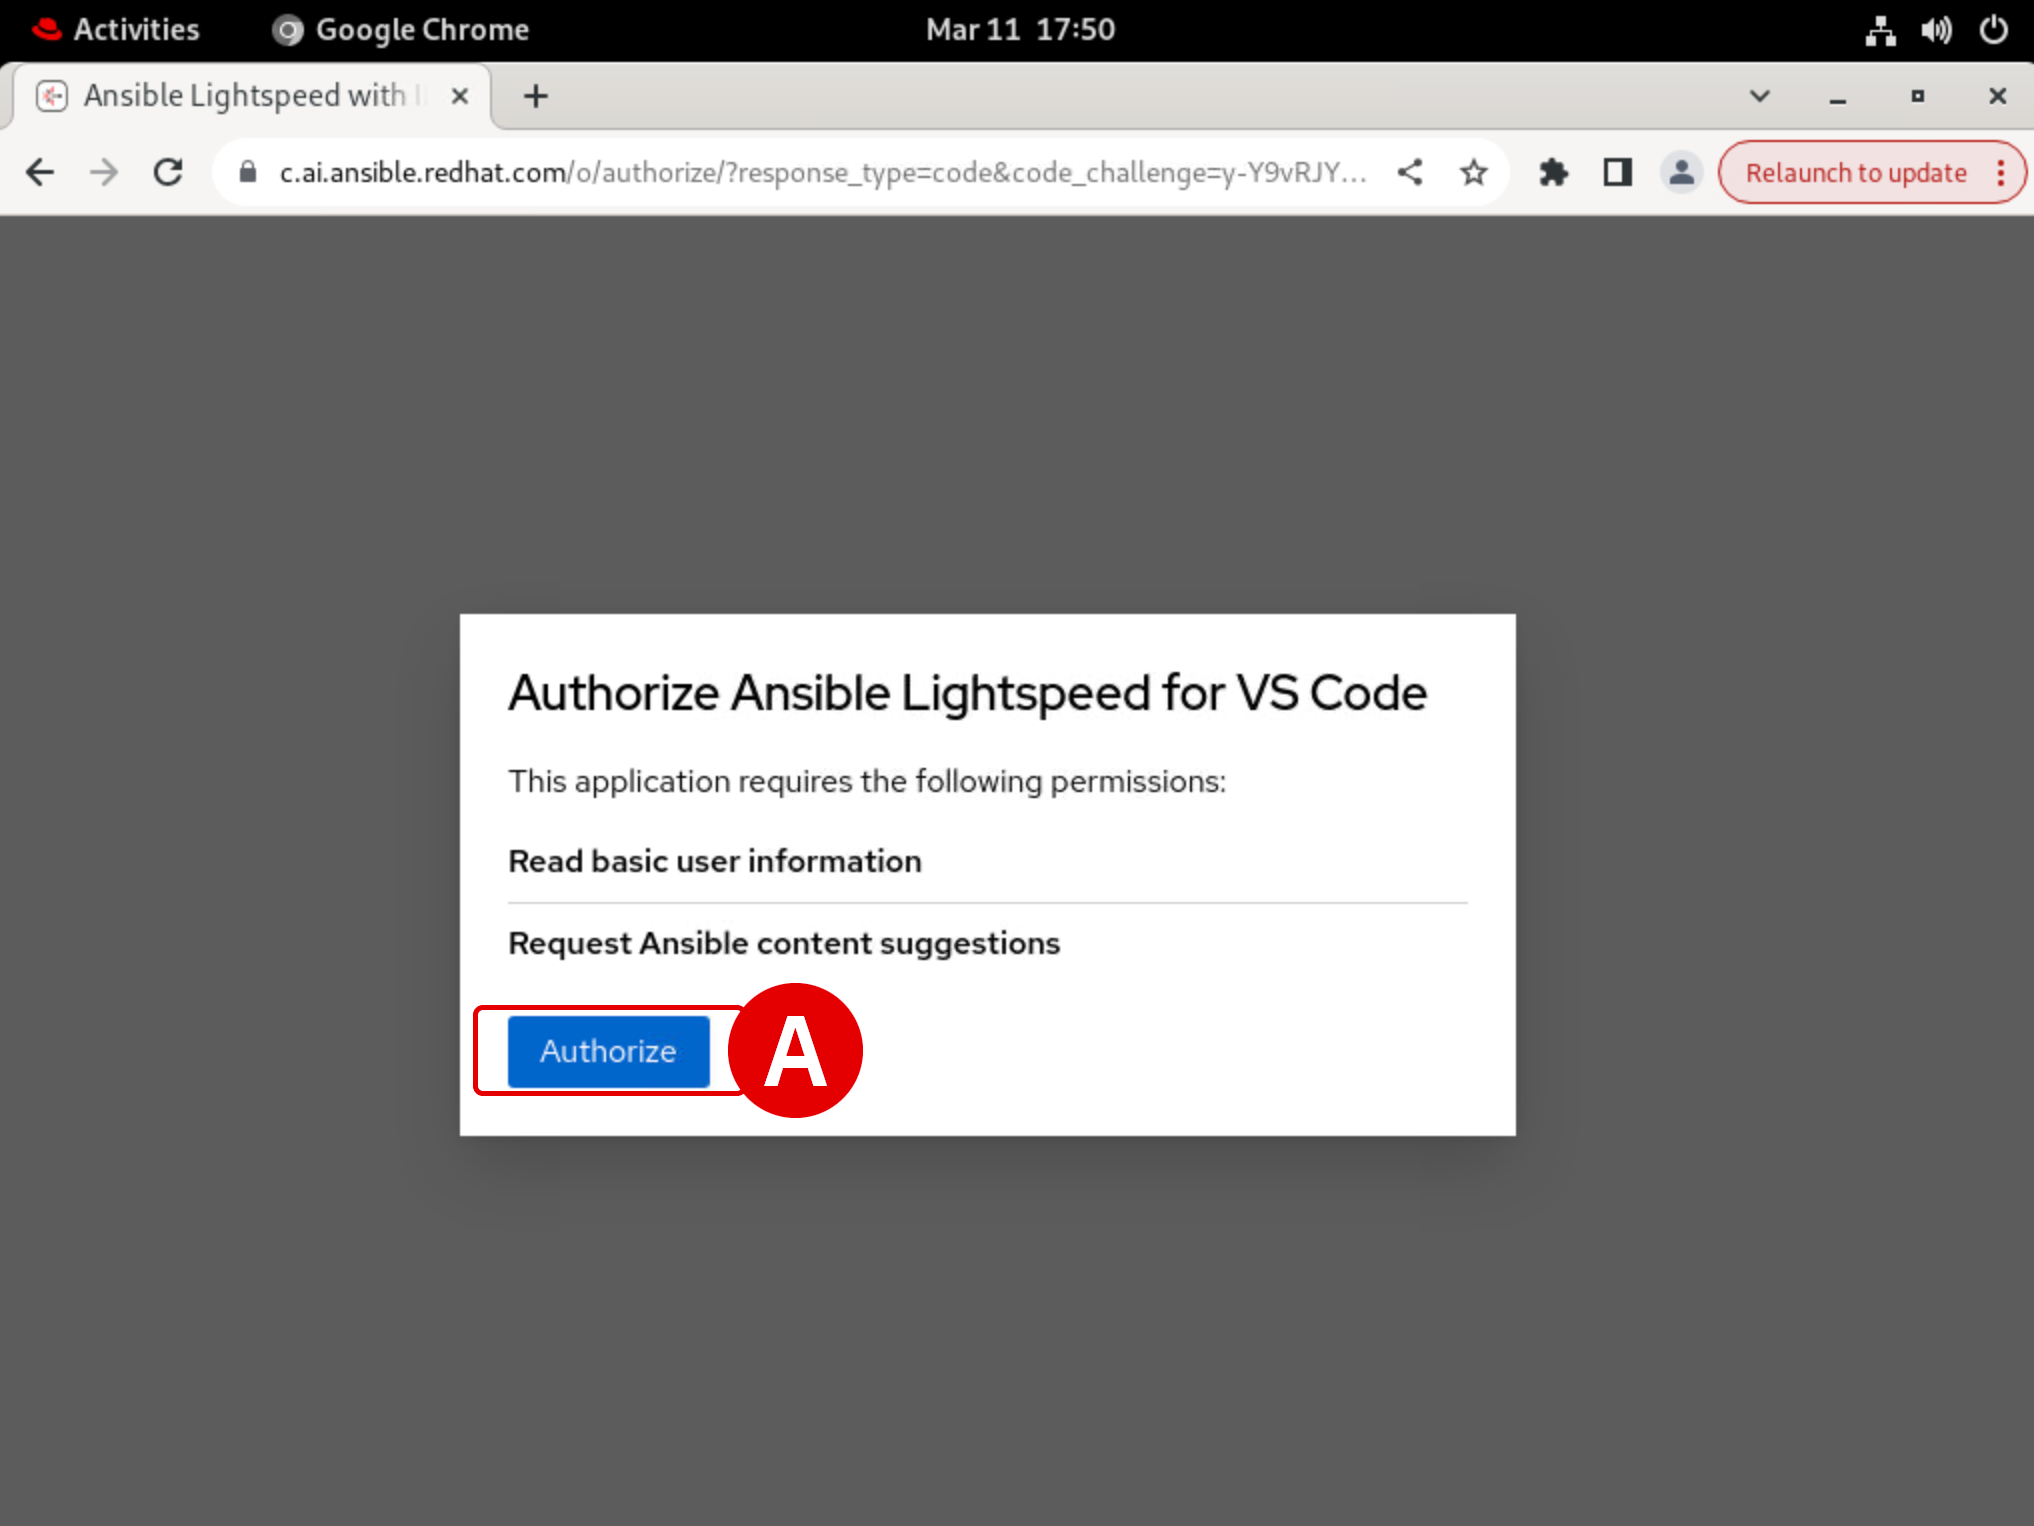 Activities Google Chrome Mar 11 17:50
Ansible Lightspeed with
c.ai.ansible.redhat.com/o/authorize/?response_type=code&code_challenge=y-Y9vRJY... Relaunch to update
Authorize Ansible Lightspeed for VS Code
This application requires the following permissions:
Read basic user information
Request Ansible content suggestions
Authorize A